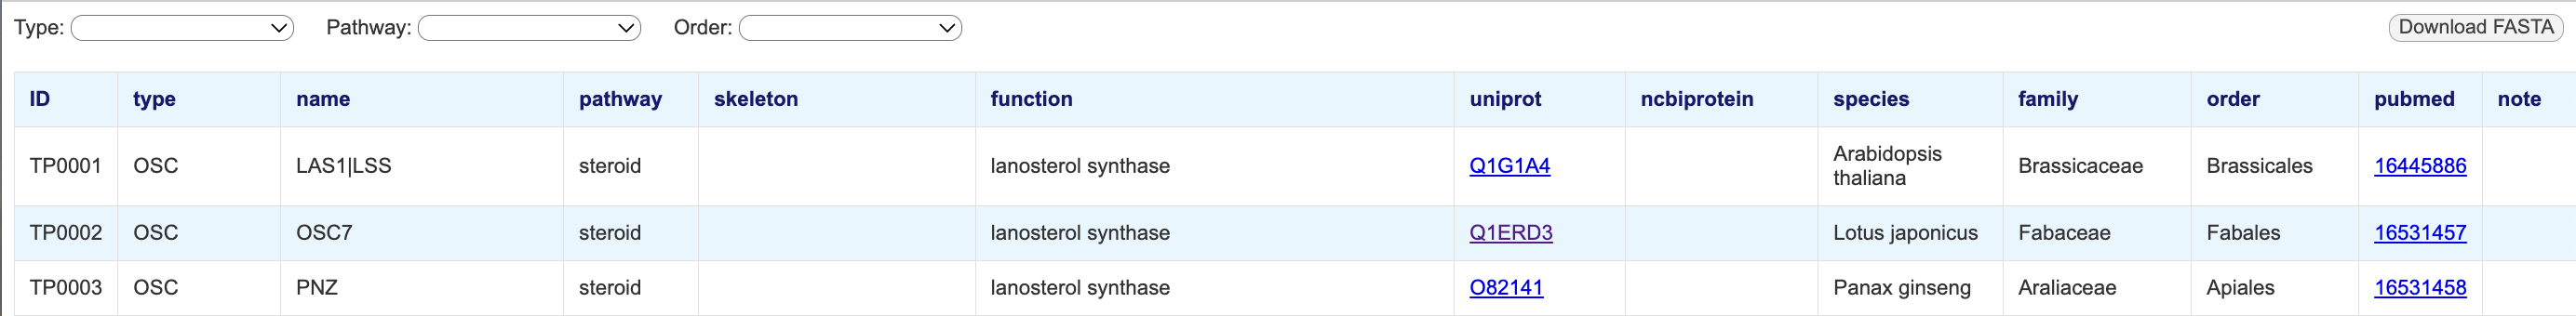 Type: Pathway: Order: Download FASTA
ID type name pathway skeleton function uniprot ncbiprotein species family order pubmed note
TP0001 OSC LAS1|LSS steroid lanosterol synthase Q1G1A4 Arabidopsis thaliana Brassicaceae Brassicales 16445886
TP0002 OSC OSC7 steroid lanosterol synthase Q1ERD3 Lotus japonicus Fabaceae Fabales 16531457
TP0003 OSC PNZ steroid lanosterol synthase O82141 Panax ginseng Araliaceae Apiales 16531458